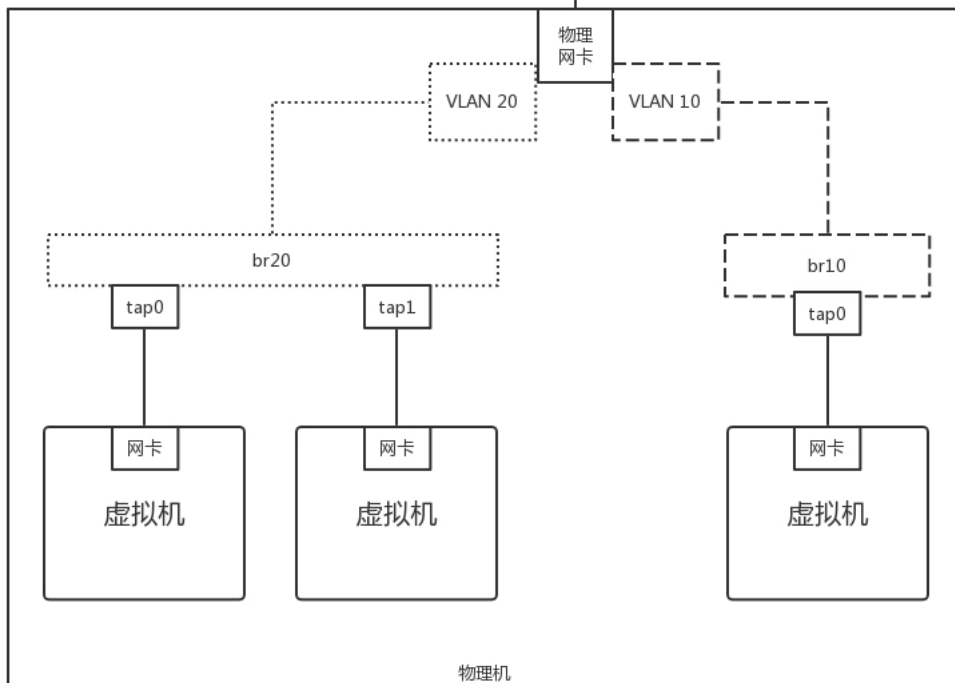 物理
网卡
VLAN 20
VLAN 10
br20
br10
tap0
tap1
tap0
网卡
网卡
网卡
虚拟机
虚拟机
虚拟机
物理机